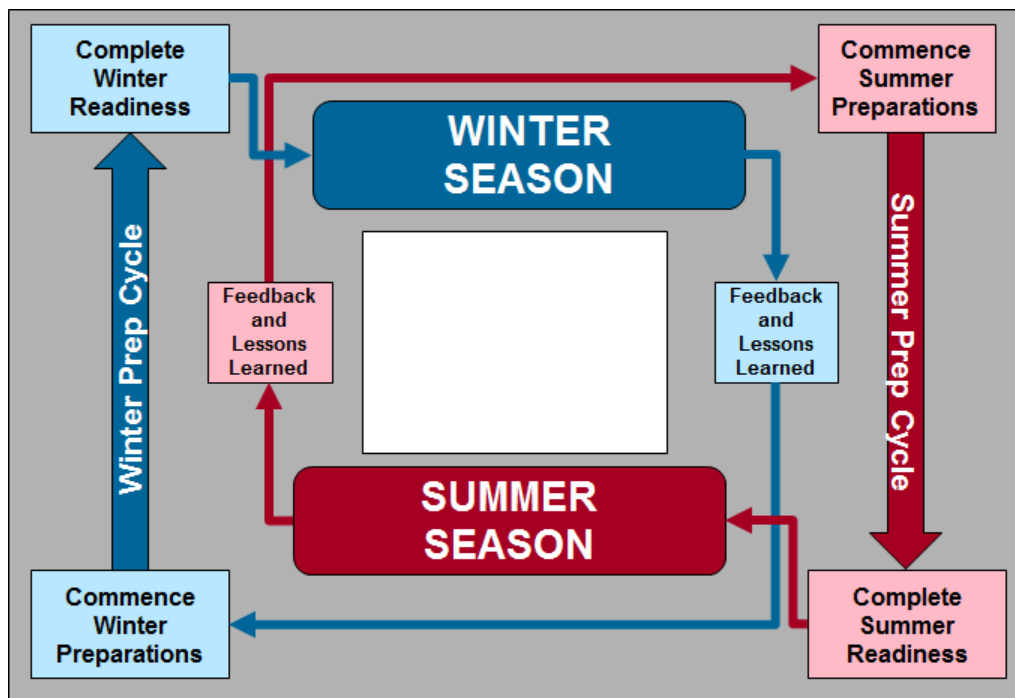 Complete
Winter
Readiness
Commence
Summer
Preparations
WINTER
SEASON
Winter Prep Cycle
Feedback
and
Lessons
Learned
Feedback
and
Lessons
Learned
Summer Prep Cycle
SUMMER
SEASON
Commence
Winter
Preparations
Complete
Summer
Readiness